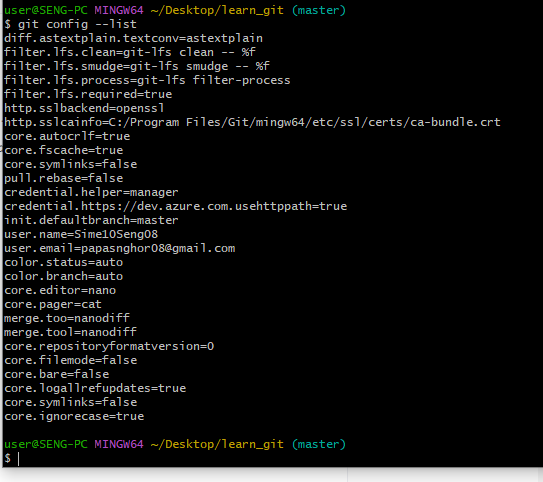 user@SENG-PC MINGW64 ~/Desktop/learn_git (master)
$ git config --list
diff.astextplain.textconv=astextplain
filter.lfs.clean=git-lfs clean -- %f
filter.lfs.smudge=git-lfs smudge -- %f
filter.lfs.process=git-lfs filter-process
filter.lfs.required=true
http.sslbackend=openssl
http.sslcainfo=C:/Program Files/Git/mingw64/etc/ssl/certs/ca-bundle.crt
core.autocrlf=true
core.fscache=true
core.symlinks=false
pull.rebase=false
credential.helper=manager
credential.https://dev.azure.com.usehttppath=true
init.defaultbranch=master
user.name=Sime10Seng08
user.email=papasnghor08@gmail.com
color.status=auto
color.branch=auto
core.editor=nano
core.pager=cat
merge.too=nanodiff
merge.tool=nanodiff
core.repositoryformatversion=0
core.filemode=false
core.bare=false
core.logallrefupdates=true
core.symlinks=false
core.ignorecase=true
user@SENG-PC MINGW64 ~/Desktop/learn_git (master)
$